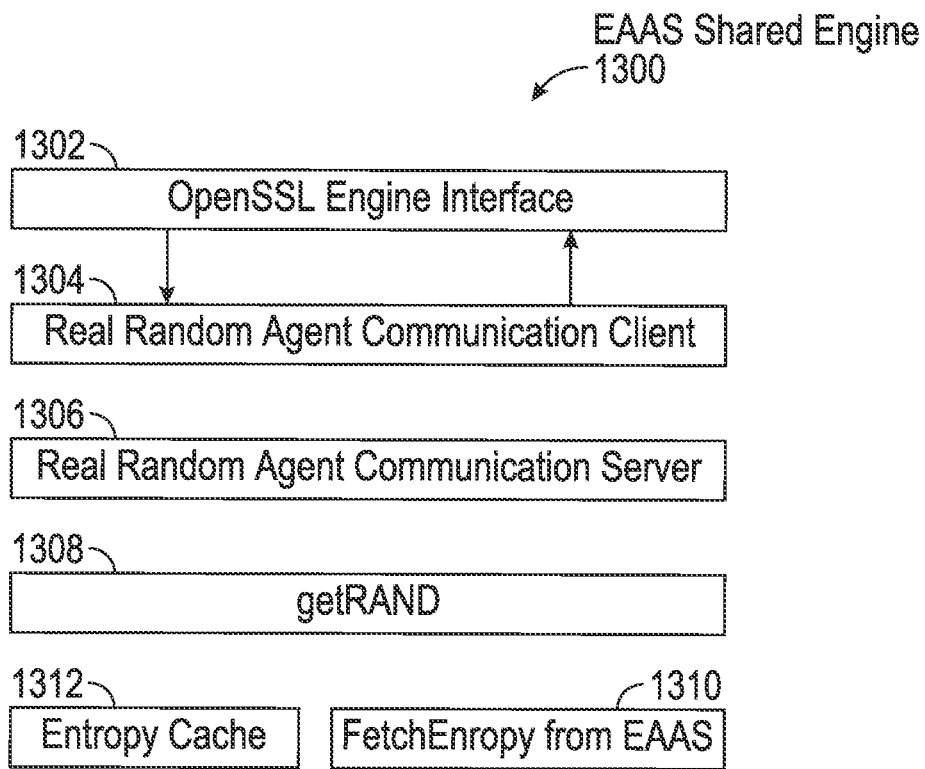 EAAS Shared Engine
1300
1302
OpenSSL Engine Interface
1304
Real Random Agent Communication Client
1306
Real Random Agent Communication Server
1308
getRAND
1312
Entropy Cache
1310
FetchEnropy from EAAS